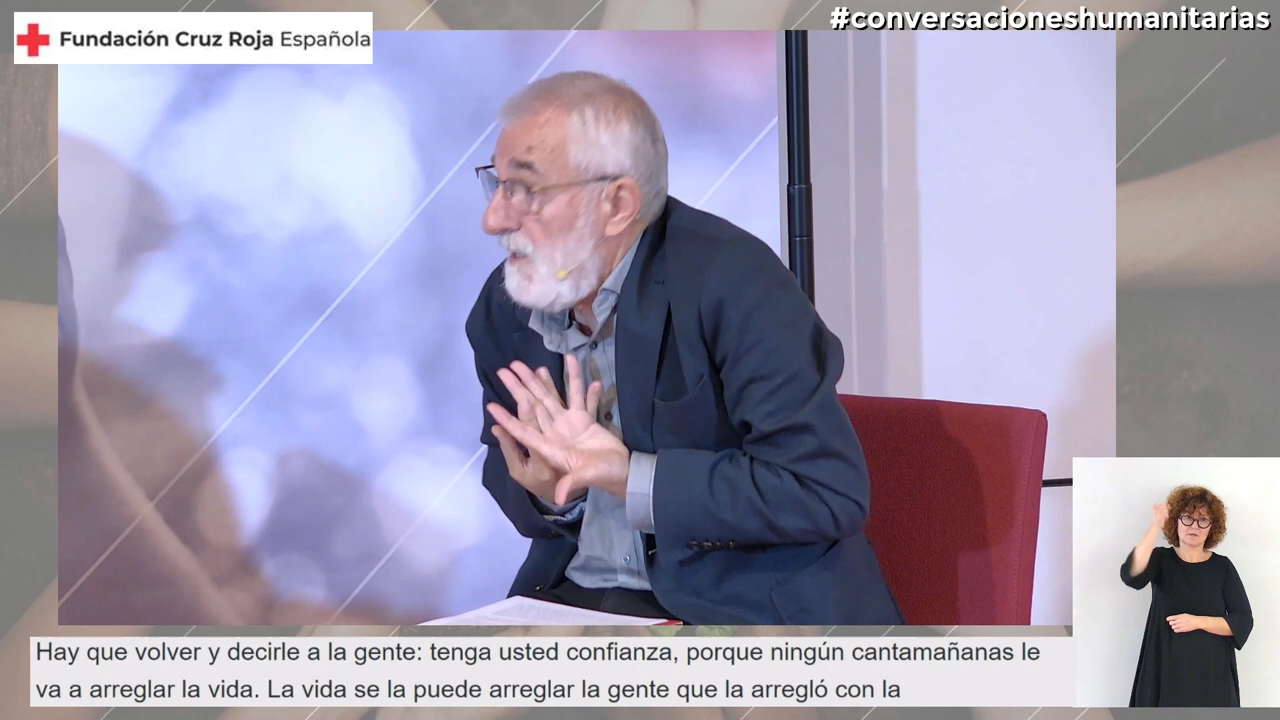 #conversacioneshumanitarias
Fundación Cruz Roja Española
Hay que volver y decirle a la gente: tenga usted confianza, porque ningún cantamañanas le
va a arreglar la vida. La vida se la puede arreglar la gente que la arregló con la